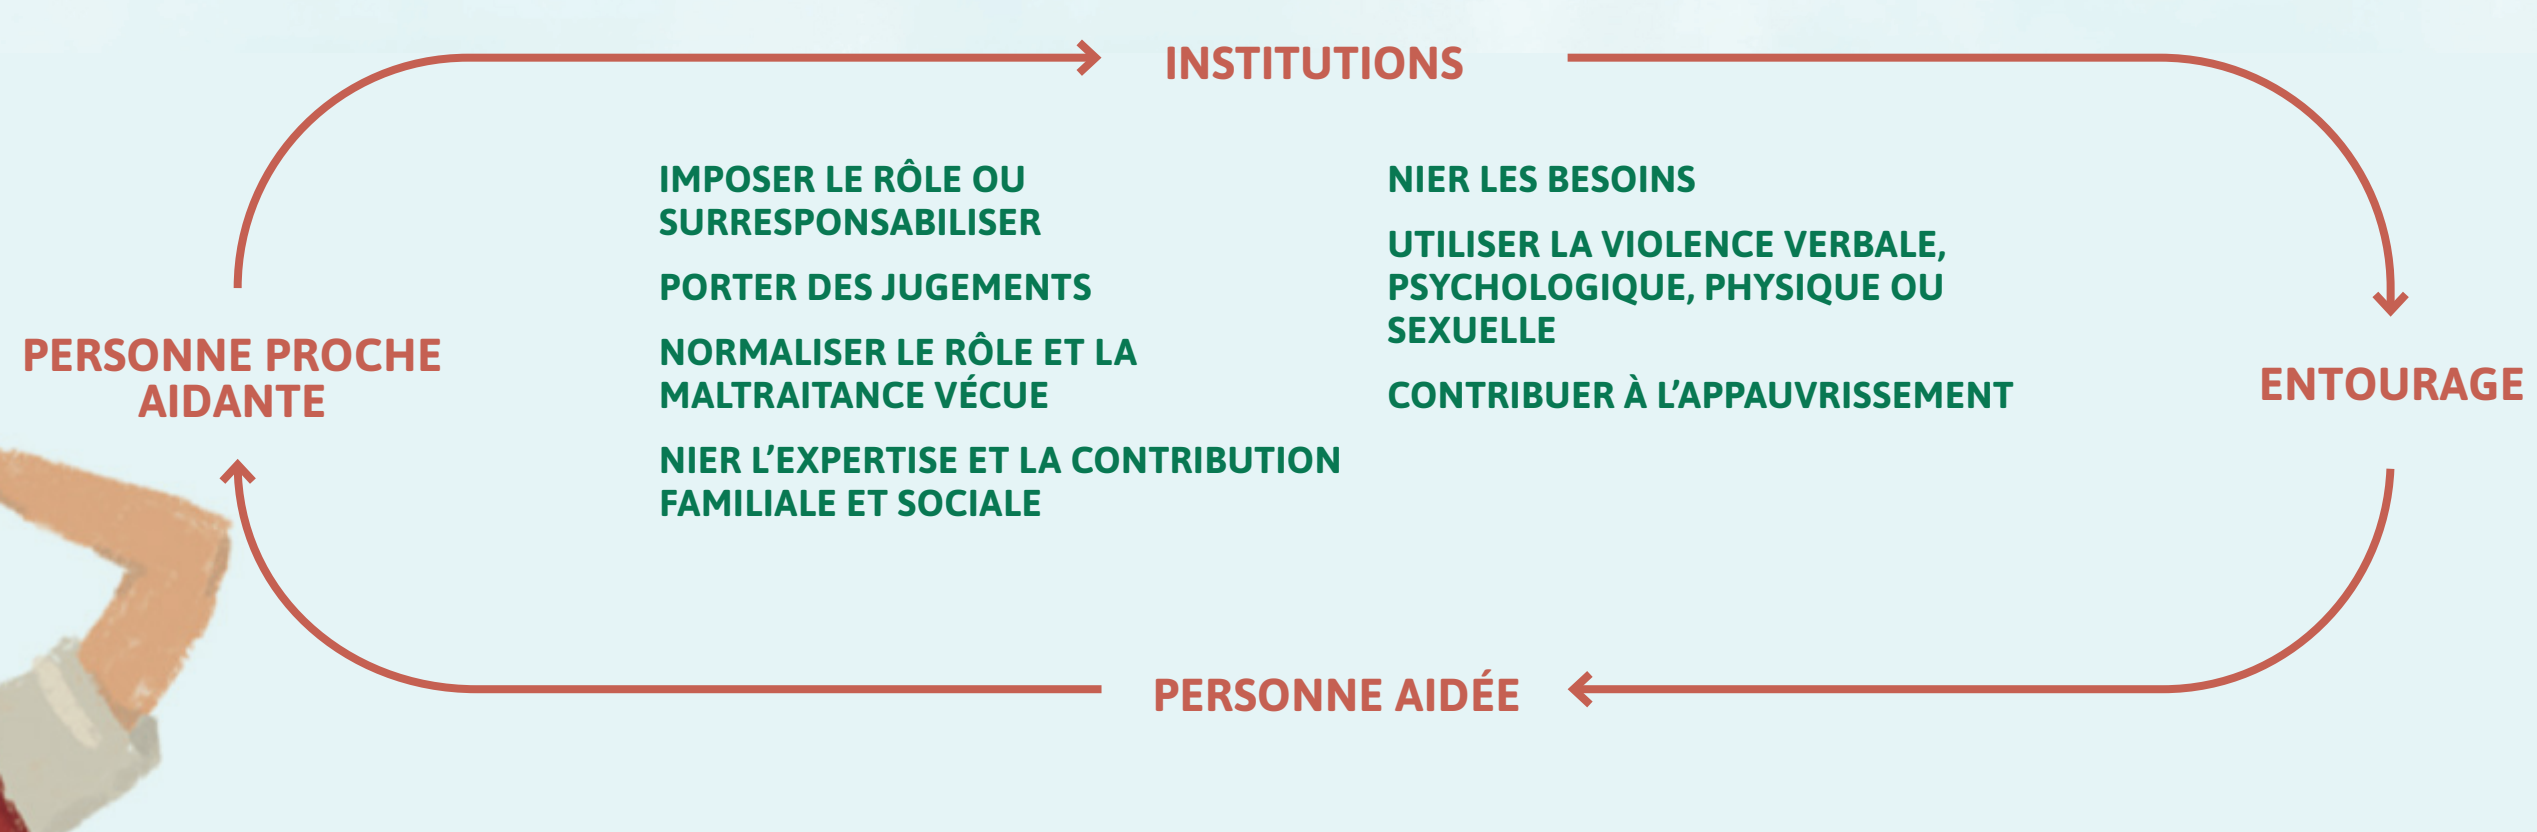 INSTITUTIONS
IMPOSER LE RÔLE OU
SURRESPONSABILISER
PORTER DES JUGEMENTS
NORMALISER LE RÔLE ET LA
MALTRAITANCE VÉCUE
NIER L’EXPERTISE ET LA CONTRIBUTION
FAMILIALE ET SOCIALE
NIER LES BESOINS
UTILISER LA VIOLENCE VERBALE,
PSYCHOLOGIQUE, PHYSIQUE OU
SEXUELLE
CONTRIBUER À L’APPAUVRISSEMENT
PERSONNE PROCHE
AIDANTE
ENTOURAGE
PERSONNE AIDÉE